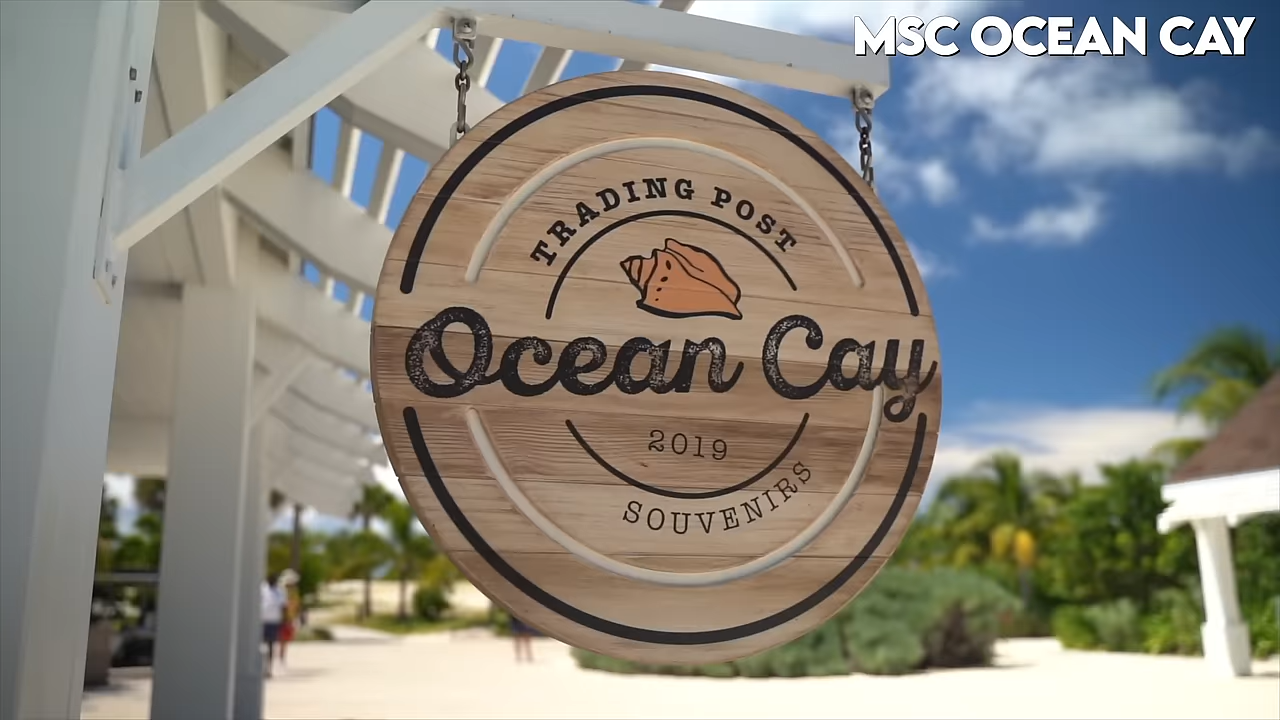 MSC OCEAN CAY
TRADING POST
Ocean Cay
2019
SOUVENIRS